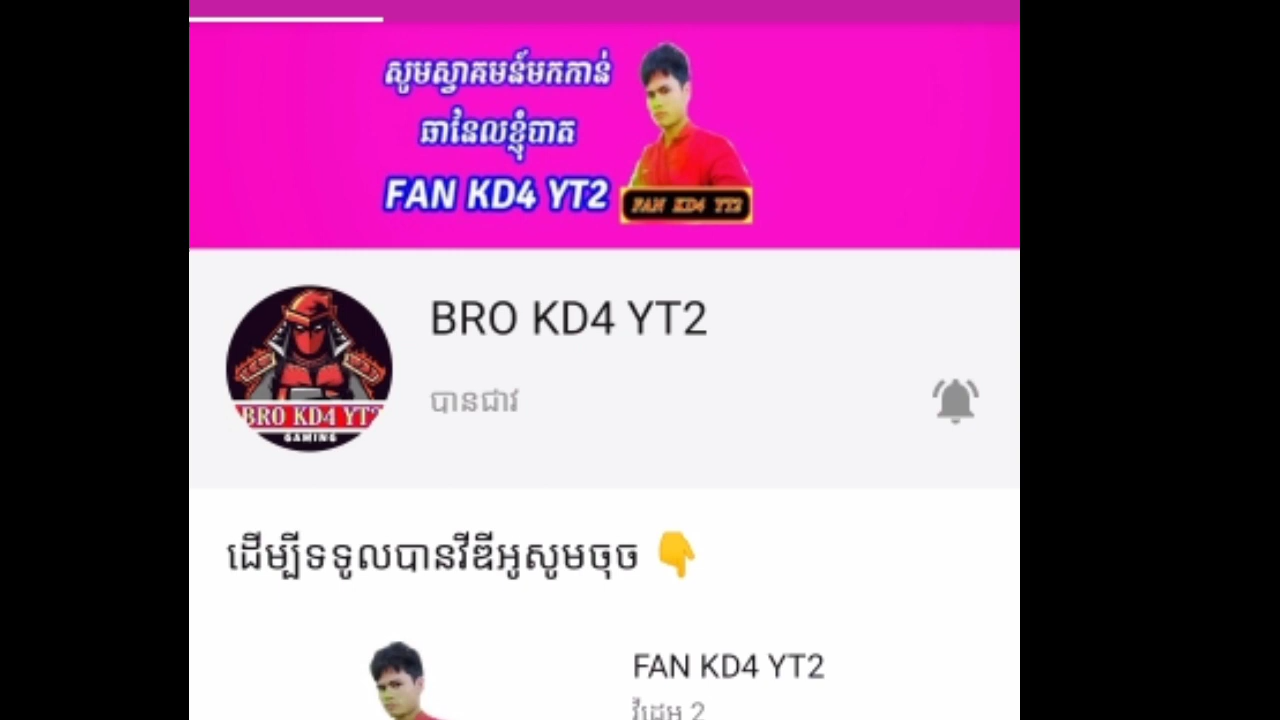 សូមស្វាគមន៍មកកាន់
ឆានែលខ្ញុំបាត
FAN KD4 YT2
FAN KD4 YT2
BRO KD4 YT2
បានជាវ
BRO KD4 YT2
GAMING
ដើម្បីទទួលបានវីឌីអូសូមចុច 👇
FAN KD4 YT2